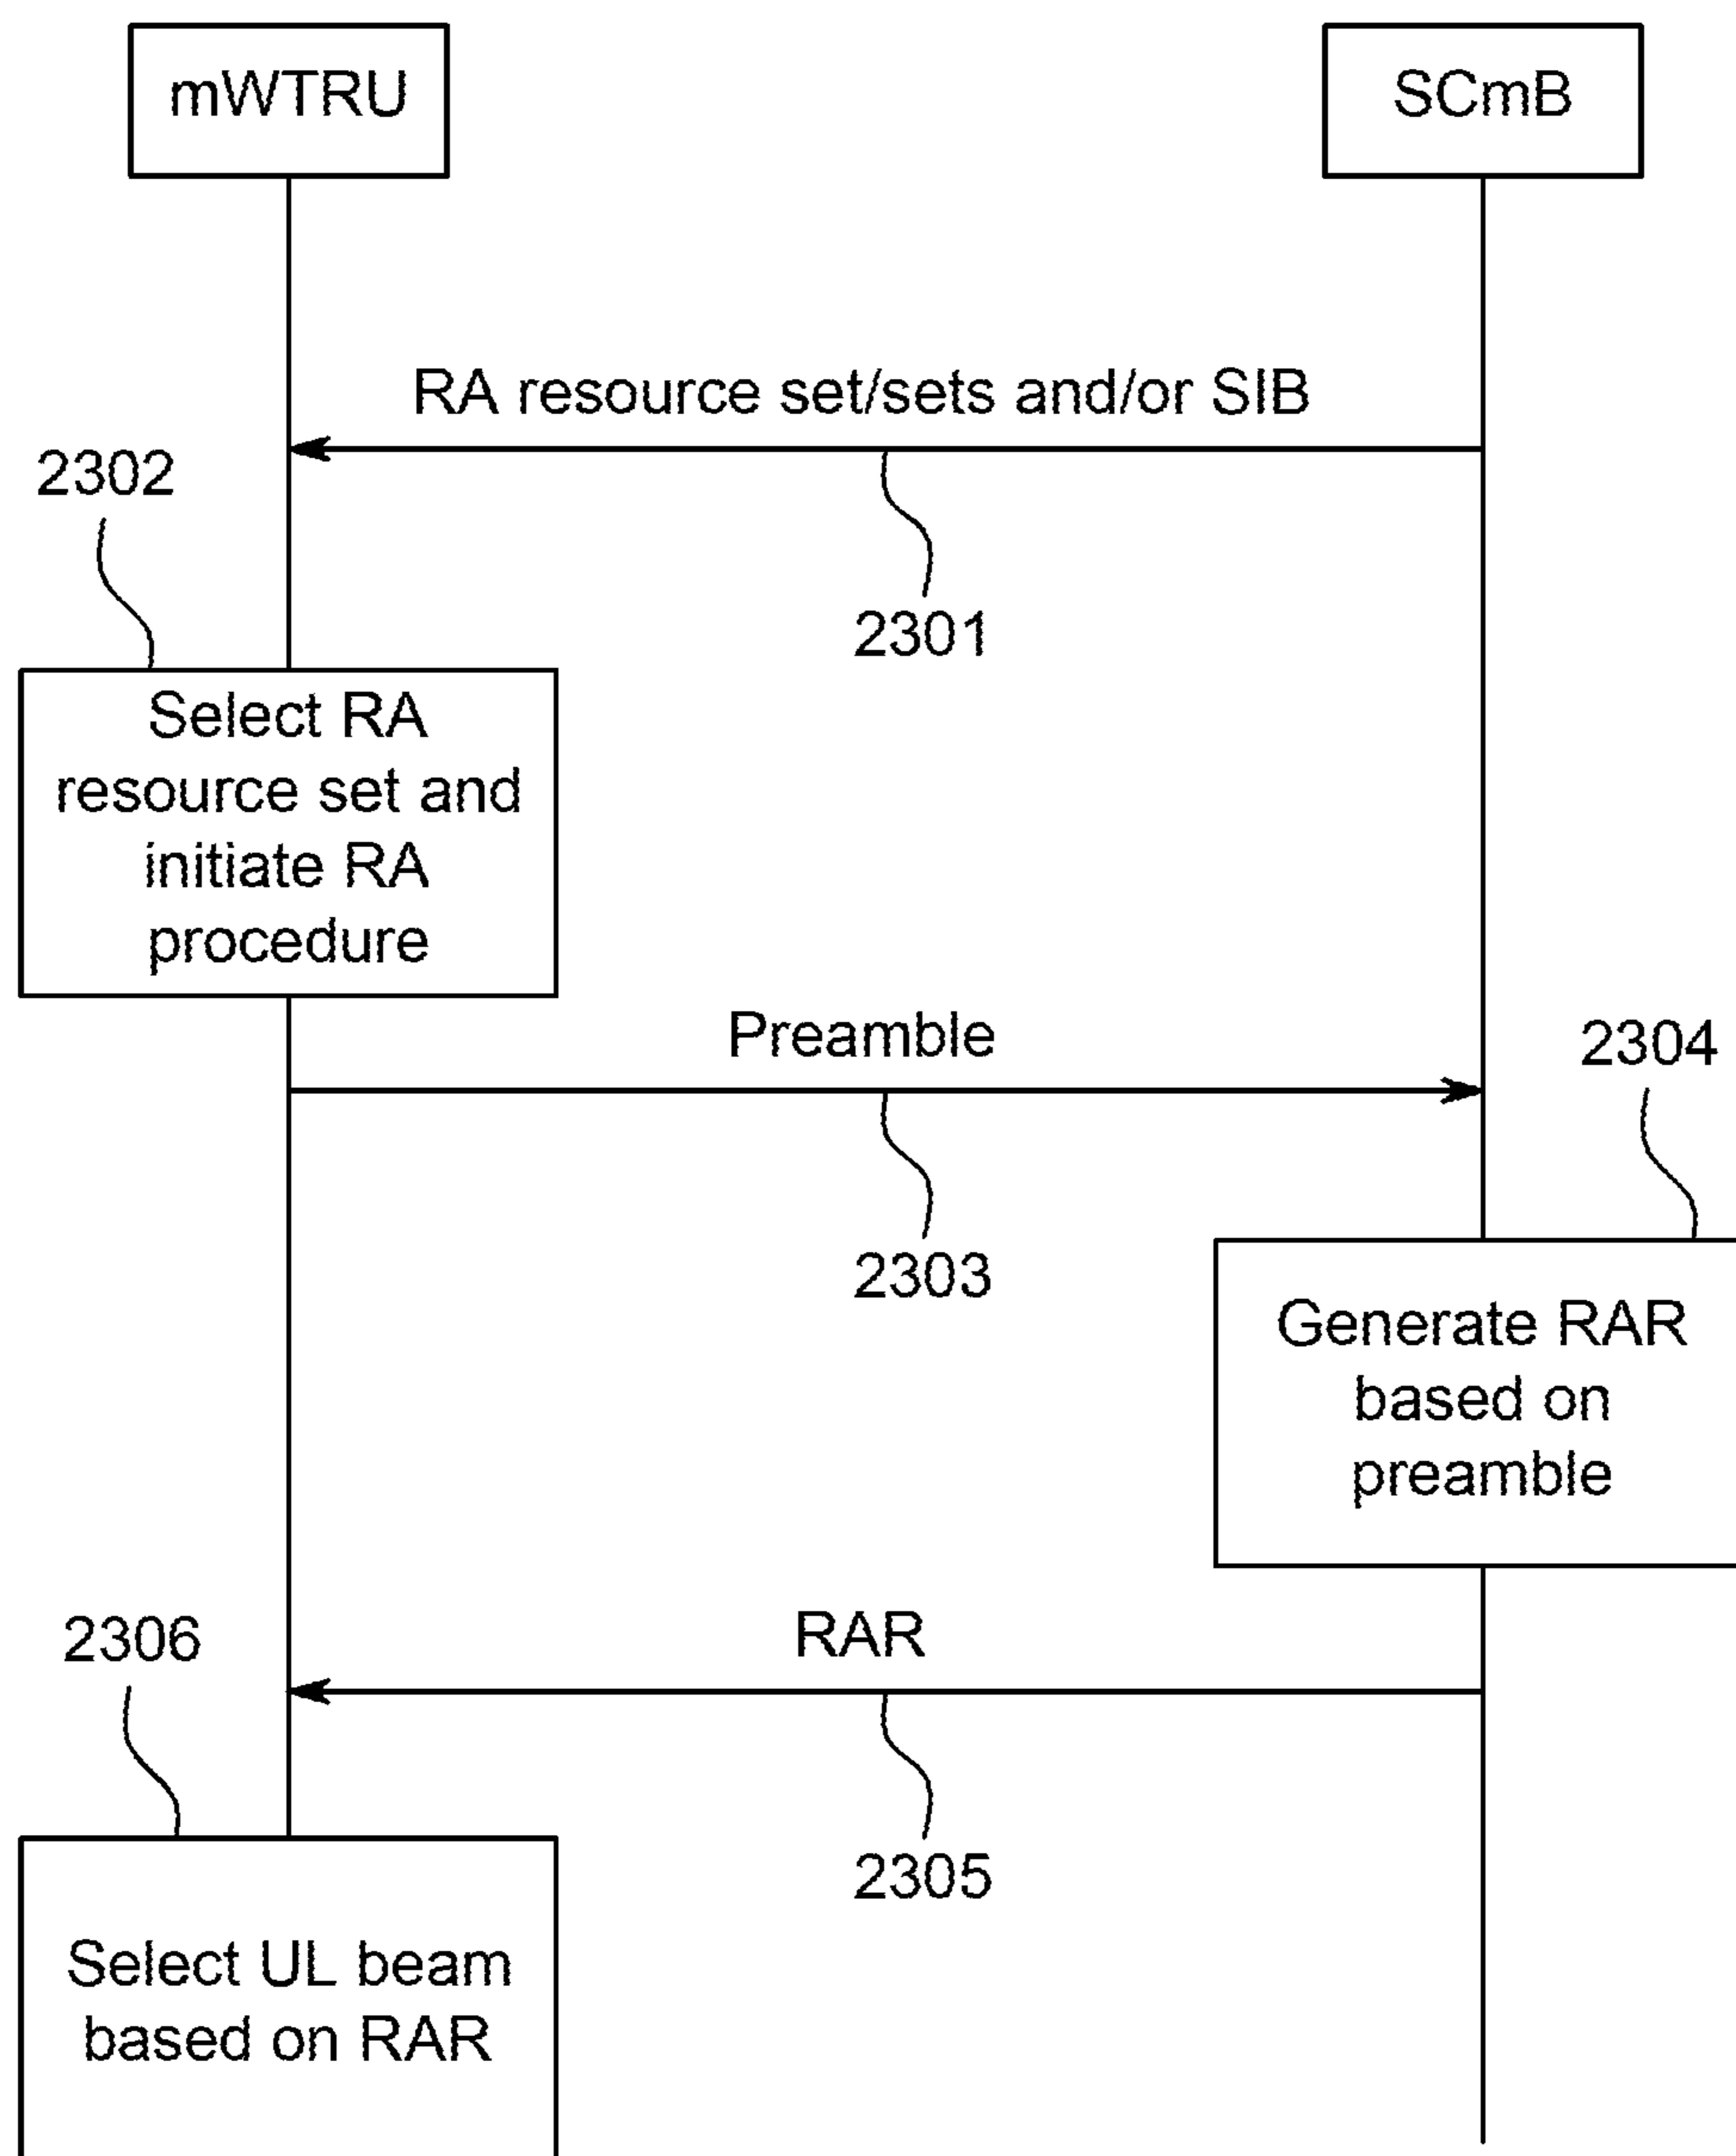 mWTRU
SCmB
RA resource set/sets and/or SIB
2302
2301
Select RA
resource set and
initiate RA
procedure
Preamble
2304
2303
Generate RAR
based on
preamble
2306
RAR
2305
Select UL beam
based on RAR